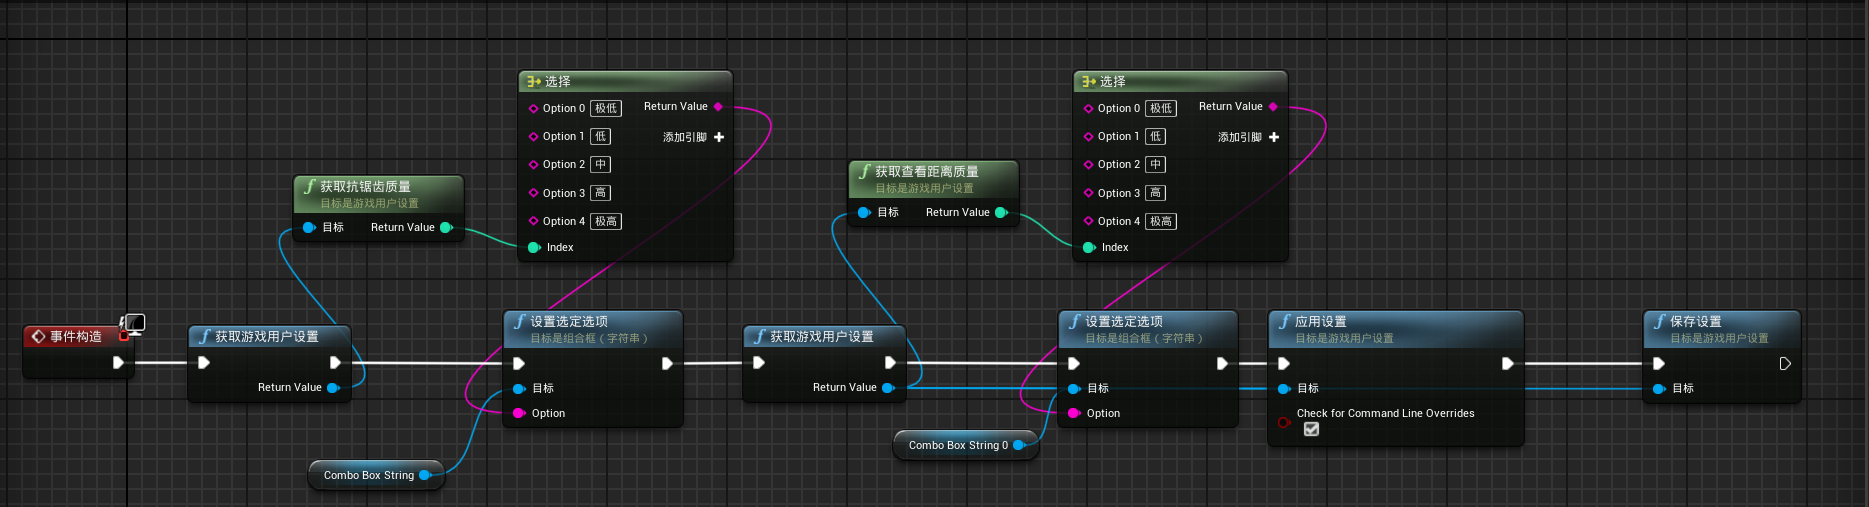 事件构造
获取游戏用户设置
Return Value
获取抗锯齿质量
目标是游戏用户设置
目标
Return Value
选择
Option 0 极低
Return Value
Option 1 低
添加引脚
Option 2 中
Option 3 高
Option 4 极高
Index
设置选定选项
目标是组合框（字符串）
目标
Option
Combo Box String
获取游戏用户设置
Return Value
获取查看距离质量
目标是游戏用户设置
目标
Return Value
选择
Option 0 极低
Return Value
Option 1 低
添加引脚
Option 2 中
Option 3 高
Option 4 极高
Index
设置选定选项
目标是组合框（字符串）
目标
Option
Combo Box String 0
应用设置
目标是游戏用户设置
目标
Check for Command Line Overrides
保存设置
目标是游戏用户设置
目标